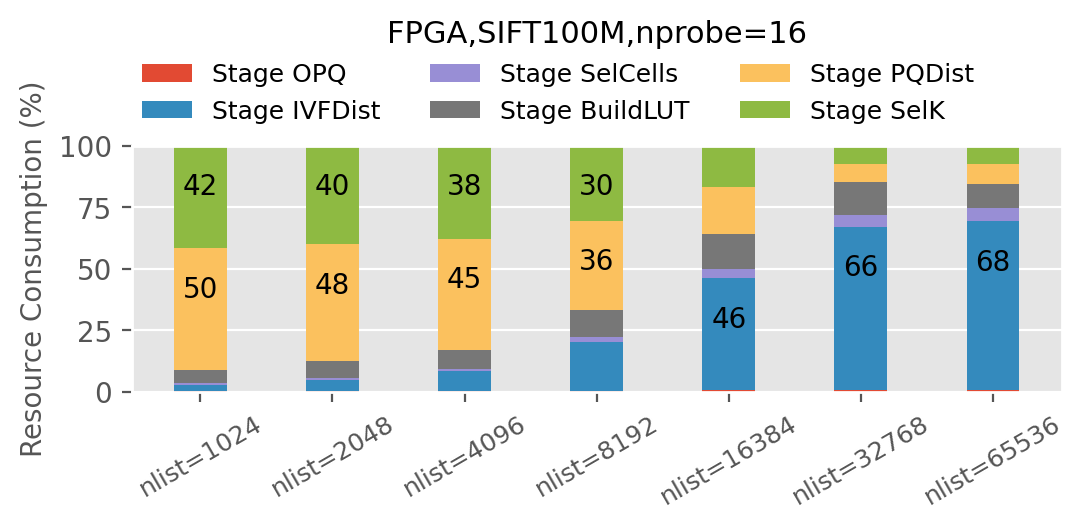 FPGA,SIFT100M,nprobe=16
Stage OPQ
Stage SelCells
Stage PQDist
Stage IVFDist
Stage BuildLUT
Stage SelK
Resource Consumption (%)
100
75
50
25
0
42
40
38
30
50
48
45
36
46
66
68
nlist=1024
nlist=2048
nlist=4096
nlist=8192
nlist=16384
nlist=32768
nlist=65536